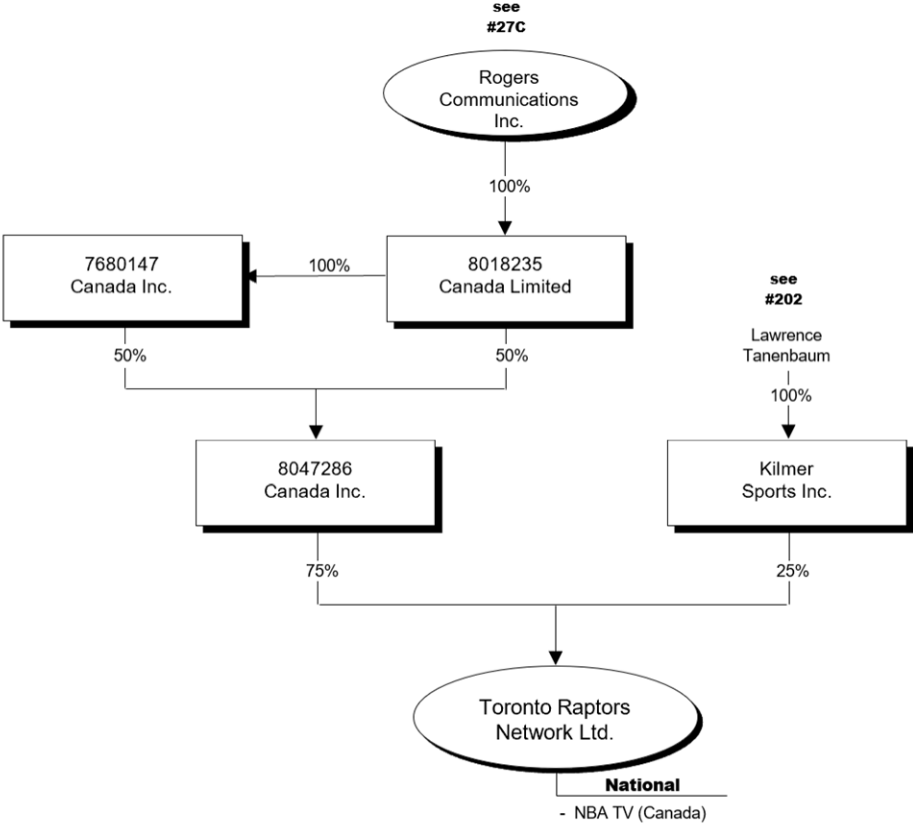 see
#27C
Rogers
Communications
Inc.
100%
7680147
Canada Inc.
100%
8018235
Canada Limited
see
#202
Lawrence
Tanenbaum
50%
50%
100%
8047286
Canada Inc.
Kilmer
Sports Inc.
75%
25%
Toronto Raptors
Network Ltd.
National
- NBA TV (Canada)